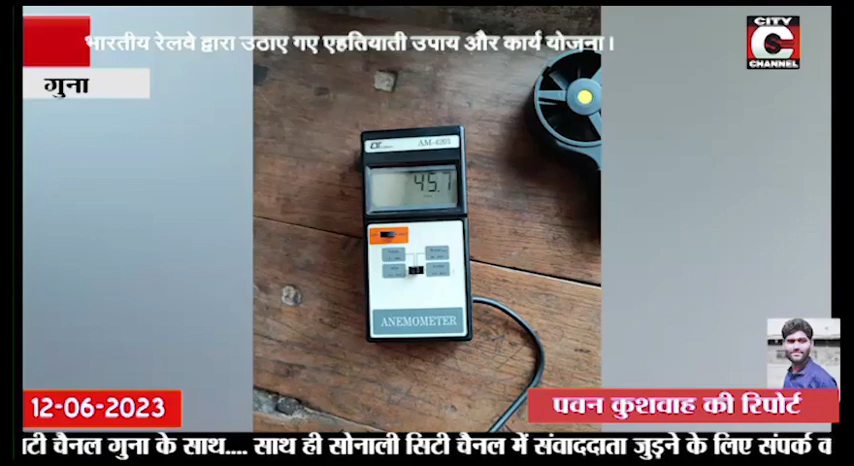 भारतीय रेलवे द्वारा उठाए गए एहतियाती उपाय और कार्य योजना।
CITY
C
CHANNEL
गुना
AM-4201
45.7
ANEMOMETER
12-06-2023
पवन कुशवाह की रिपोर्ट
चैनल गुना के साथ.... साथ ही सोनाली सिटी चैनल में संवाददाता जुड़ने के लिए संपर्क